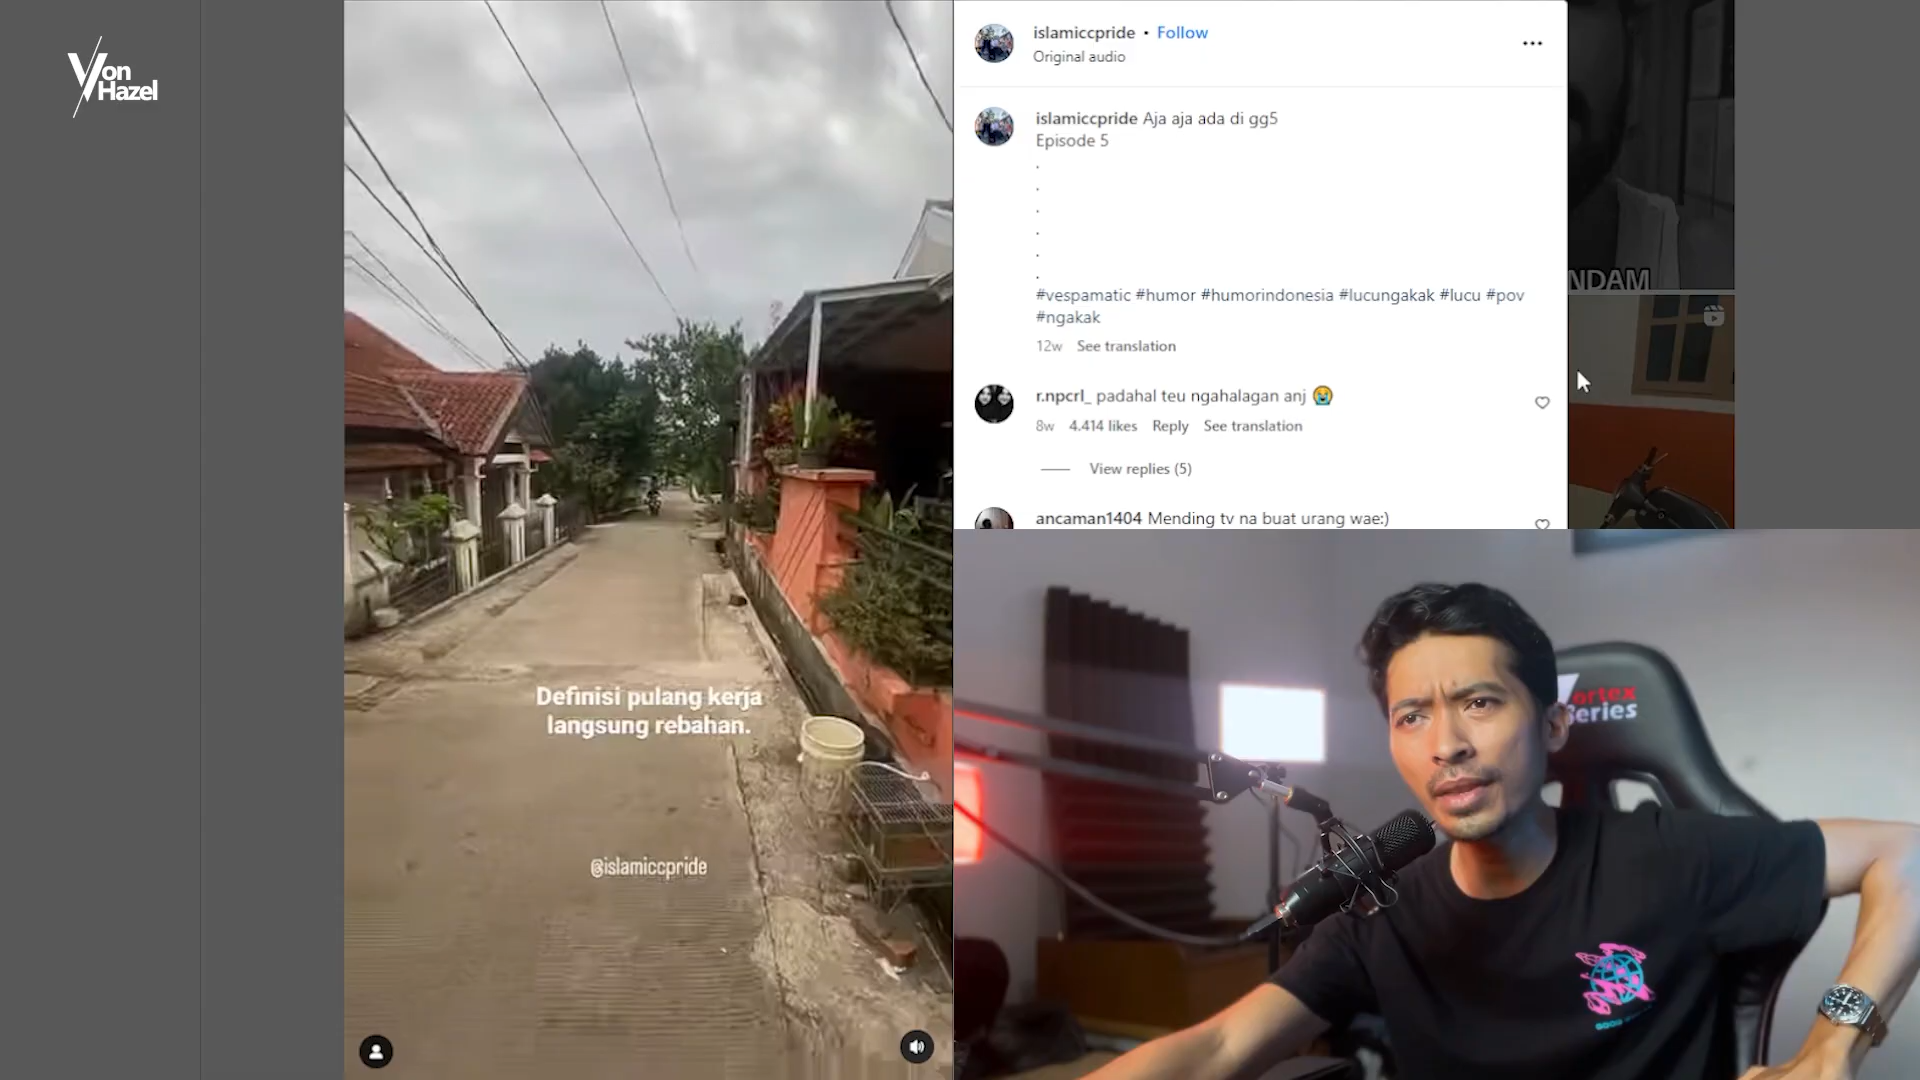 Von
Hazel
islamiccpride • Follow
Original audio
islamiccpride Aja aja ada di gg5
Episode 5
.
.
.
.
.
.
#vespamatic #humor #humorindonesia #lucungakak #lucu #pov
#ngakak
12w See translation
r.npcrl_ padahal teu ngahalagan anj 😭
8w 4.414 likes Reply See translation
View replies (5)
ancaman1404 Mending tv na buat urang wae:)
NDAM
Definisi pulang kerja
langsung rebahan.
@islamiccpride
Vortex
Series